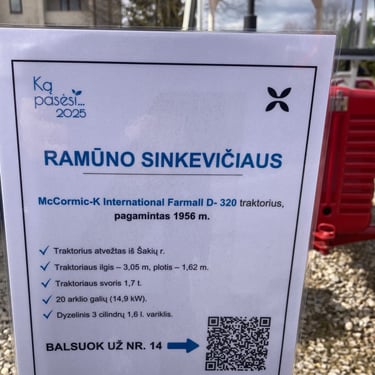 Ką
pasėsi...
2025
RAMŪNO SINKEVIČIAUS
McCormic-K International Farmall D- 320 traktorius,
pagamintas 1956 m.
Traktorius atvežtas iš Šakių r.
Traktoriaus ilgis – 3,05 m, plotis – 1,62 m.
Traktoriaus svoris 1,7 t.
20 arklio galių (14,9 kW).
Dyzelinis 3 cilindrų 1,6 l. variklis.
BALSUOK UŽ NR. 14